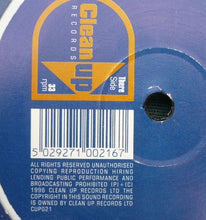 Clean up
RECORDS
There
Side
33
rpm
5 029271 002167
ALL RIGHTS RESERVED UNAUTHORISED
COPYING REPRODUCTION HIRING
LENDING PUBLIC PERFORMANCE AND
BROADCASTING PROHIBITED (P)+(C)
1996 CLEAN UP RECORDS LTD THE
COPYRIGHT IN THIS SOUND RECORDING
IS OWNED BY CLEAN UP RECORDS LTD
CUP021